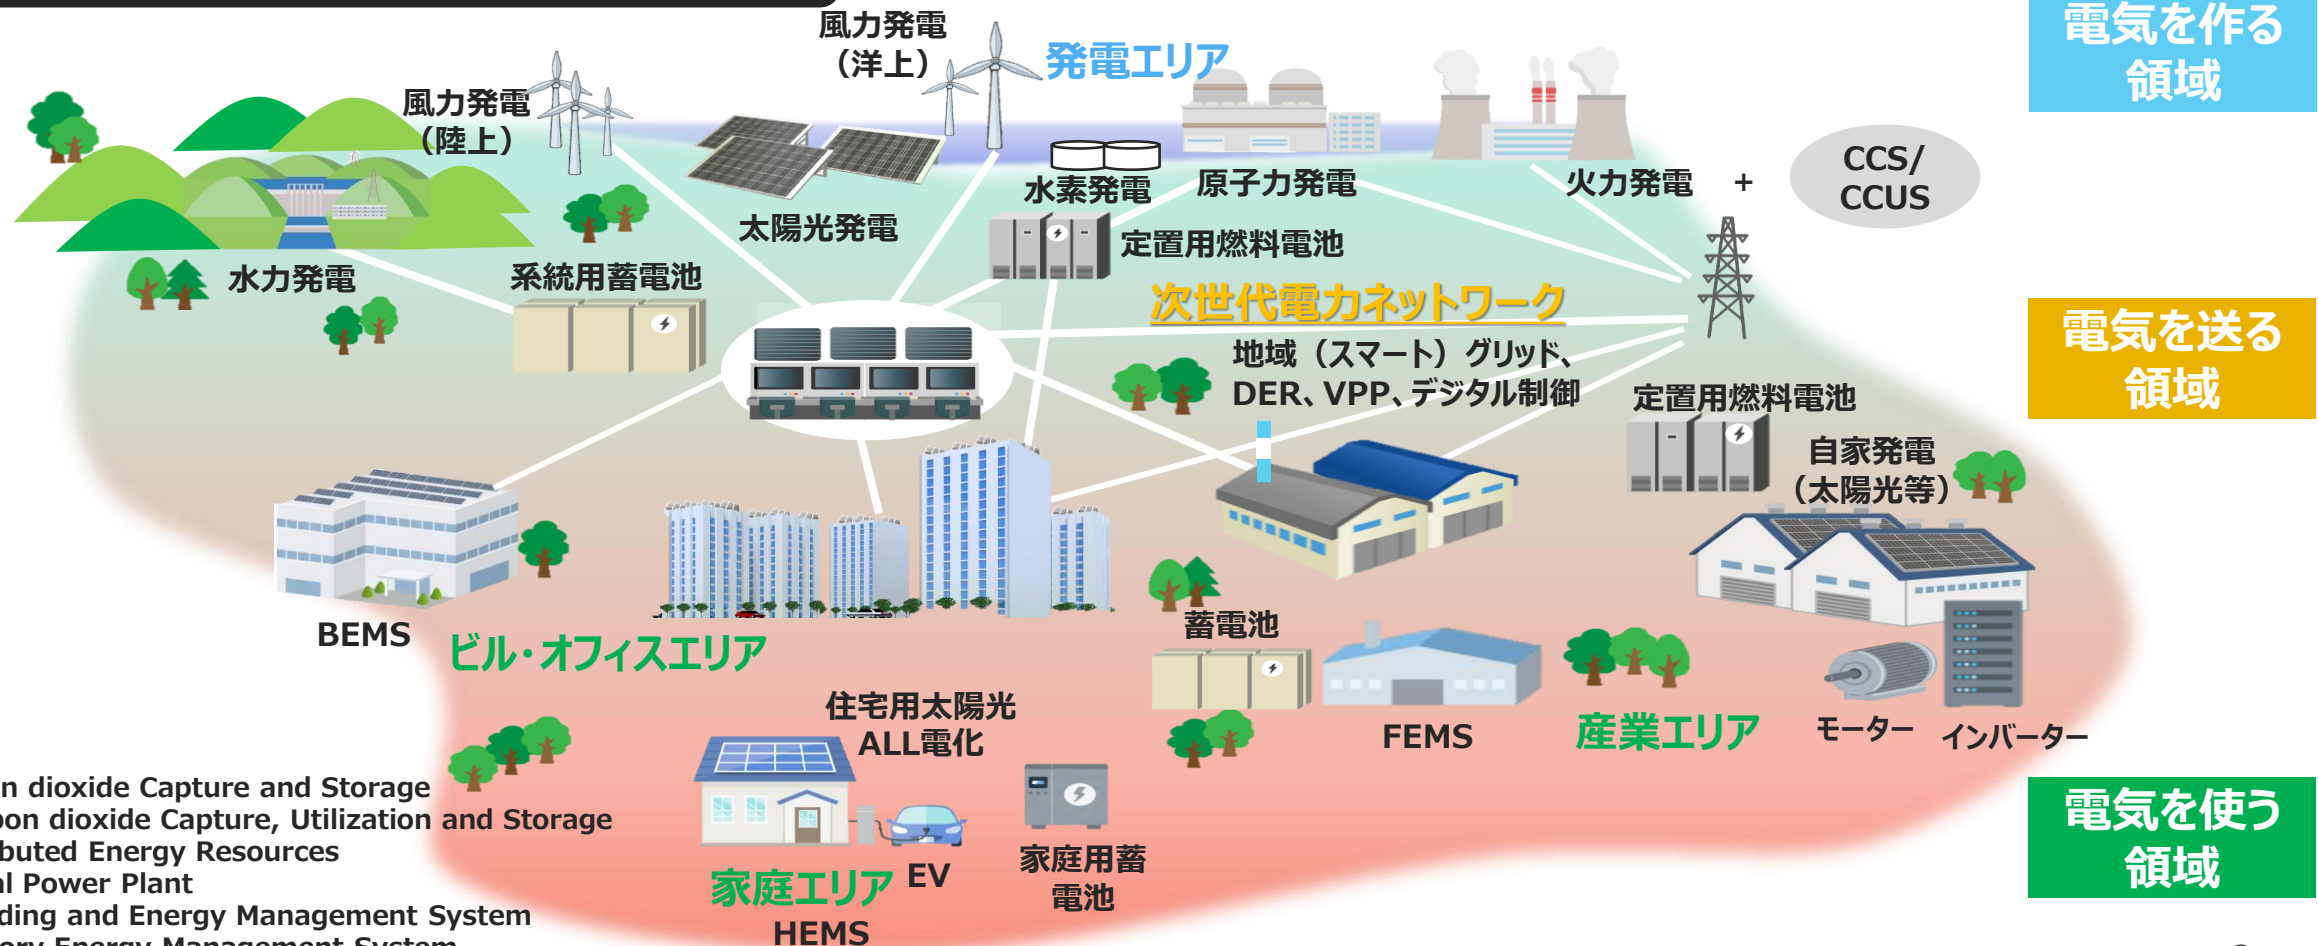 風力発電
（洋上）
発電エリア
電気を作る
領域
風力発電
（陸上）
CCS/
CCUS
水素発電
原子力発電
火力発電
+
太陽光発電
定置用燃料電池
水力発電
系統用蓄電池
次世代電力ネットワーク
地域（スマート）グリッド、
DER、VPP、デジタル制御
電気を送る
領域
定置用燃料電池
自家発電
（太陽光等）
BEMS
ビル・オフィスエリア
蓄電池
FEMS
産業エリア
モーター
インバーター
住宅用太陽光
ALL電化
家庭エリア
EV
HEMS
家庭用蓄
電池
電気を使う
領域
dioxide Capture and Storage
dioxide Capture, Utilization and Storage
Energy Resources
Power Plant
and Energy Management System
Energy Management System